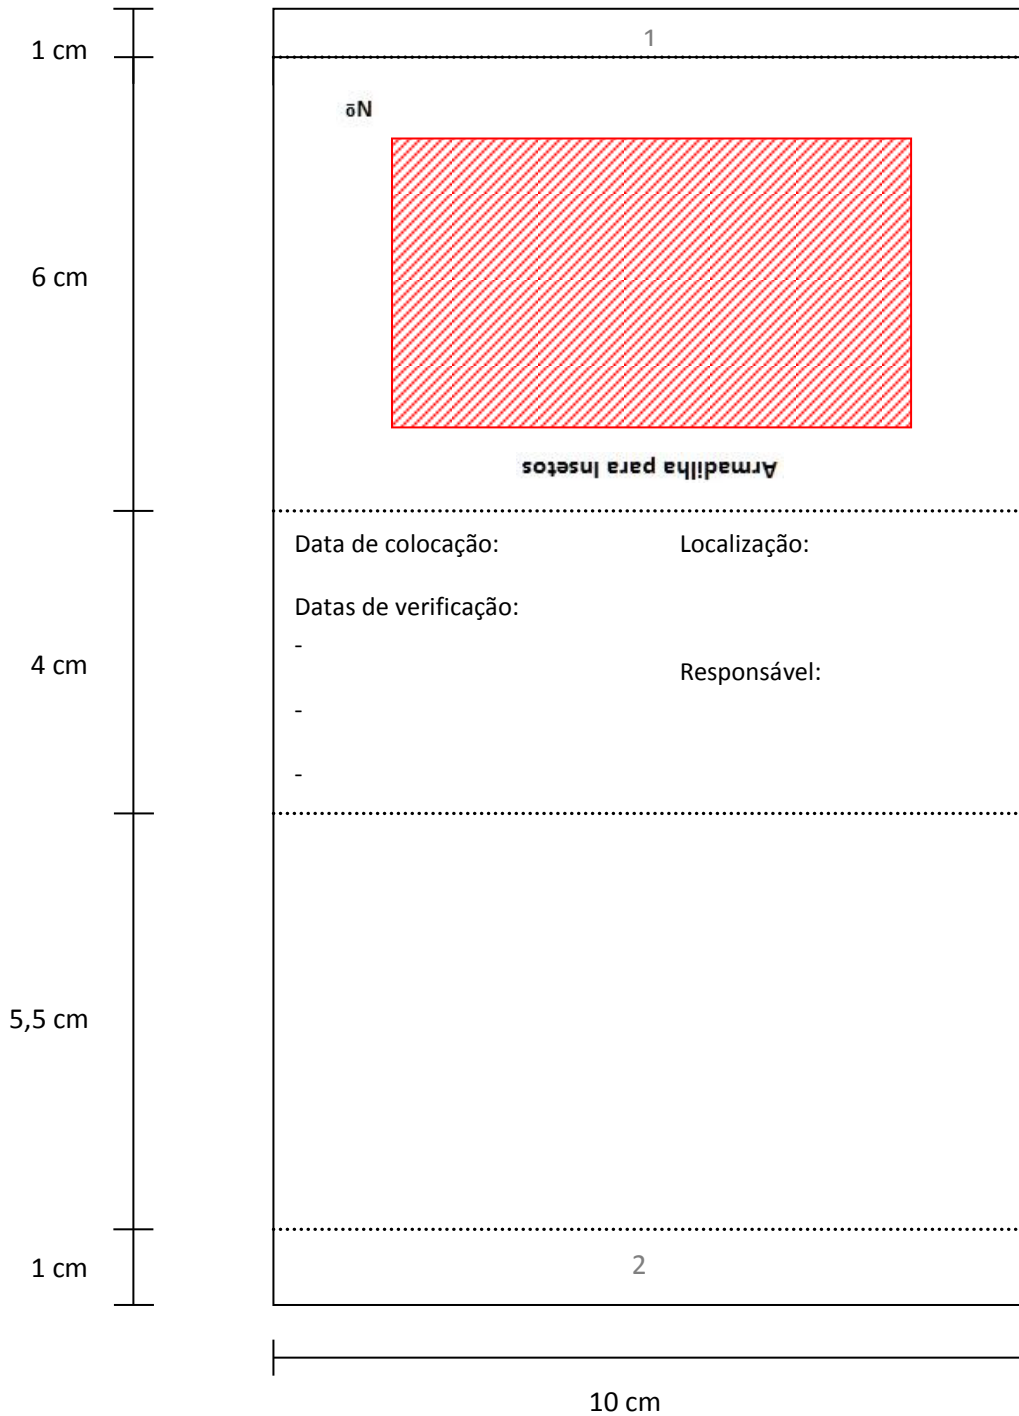 1 cm
1
Nº
6 cm
Armadilha para Insetos
Data de colocação: Localização:
Datas de verificação:
-
4 cm
Responsável:
-
-
5,5 cm
1 cm
2
10 cm